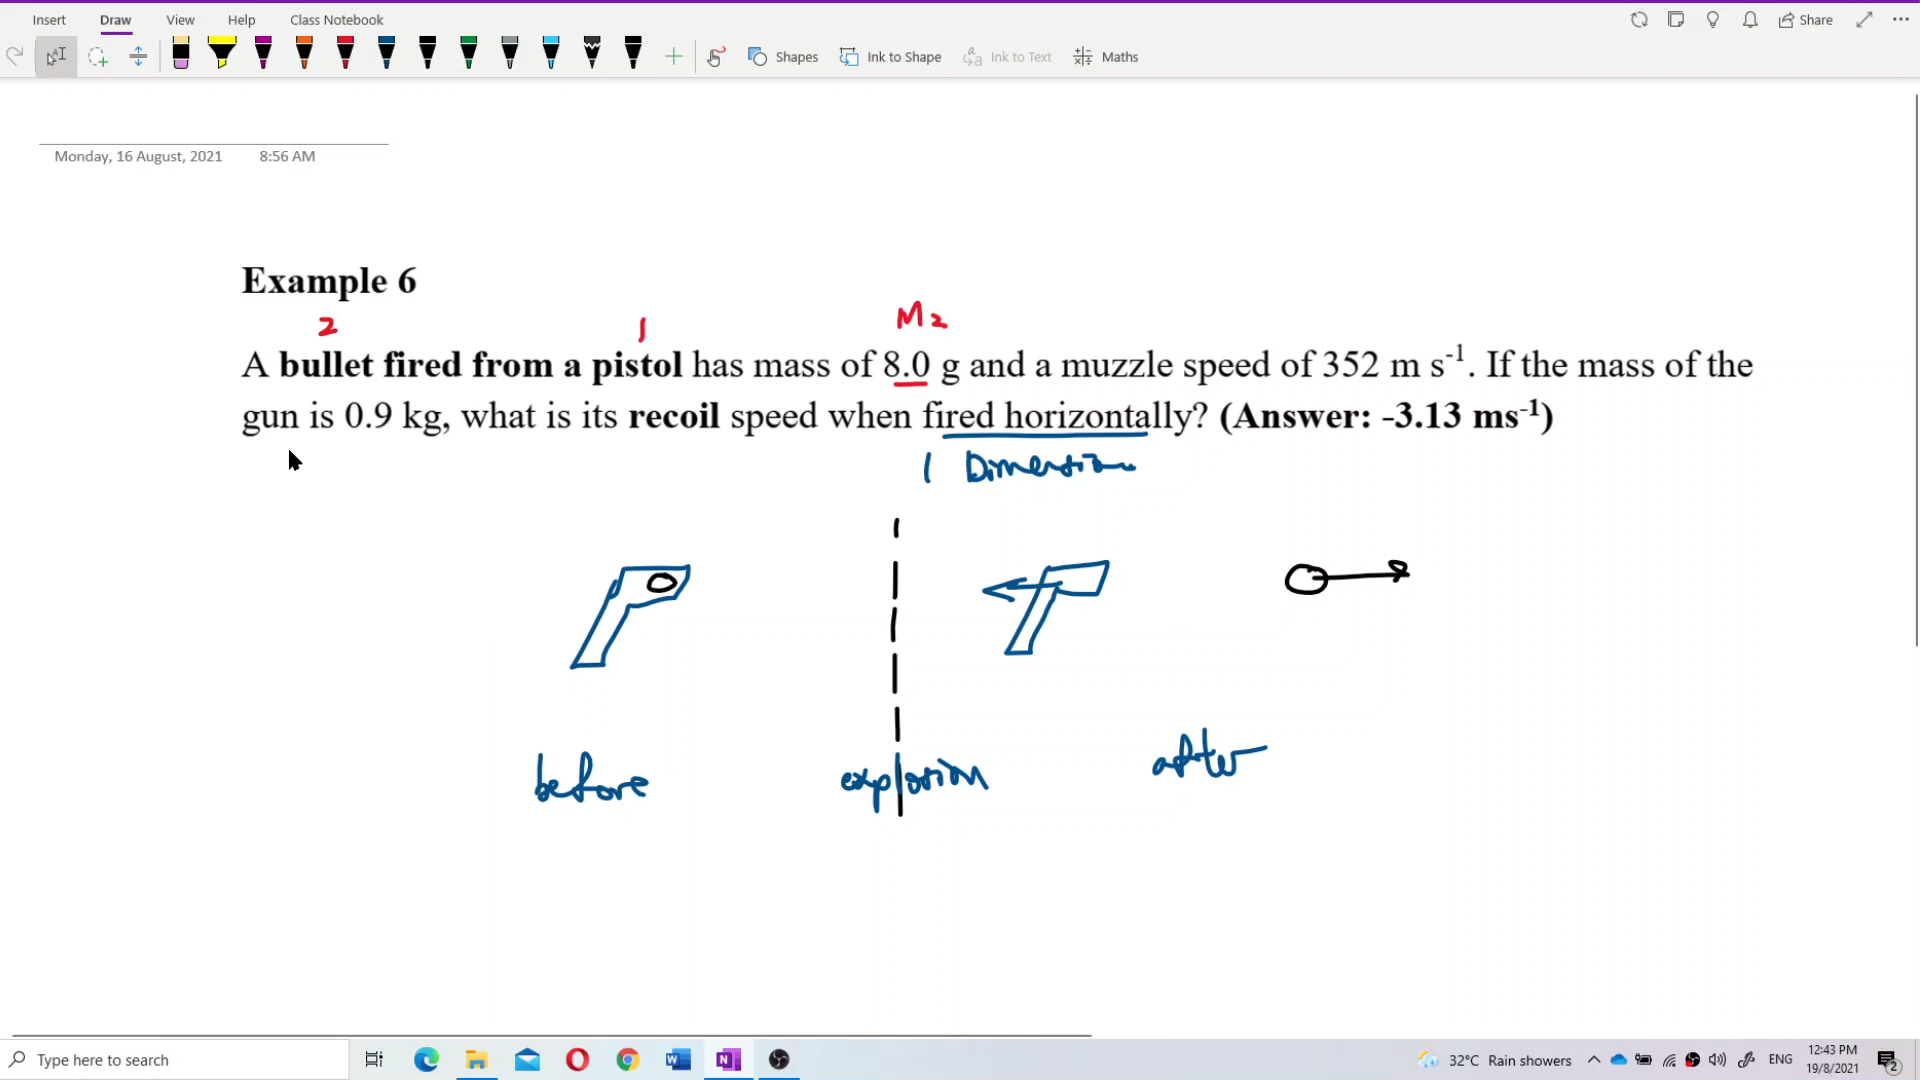 Insert Draw View Help Class Notebook Share
Shapes Ink to Shape Ink to Text Maths
Monday, 16 August, 2021 8:56 AM
Example 6
2 1 M2
A bullet fired from a pistol has mass of 8.0 g and a muzzle speed of 352 m s-1. If the mass of the
gun is 0.9 kg, what is its recoil speed when fired horizontally? (Answer: -3.13 ms-1)
1 Dimension
before explosion after
Type here to search
32°C Rain showers ENG 12:43 PM
19/8/2021
2